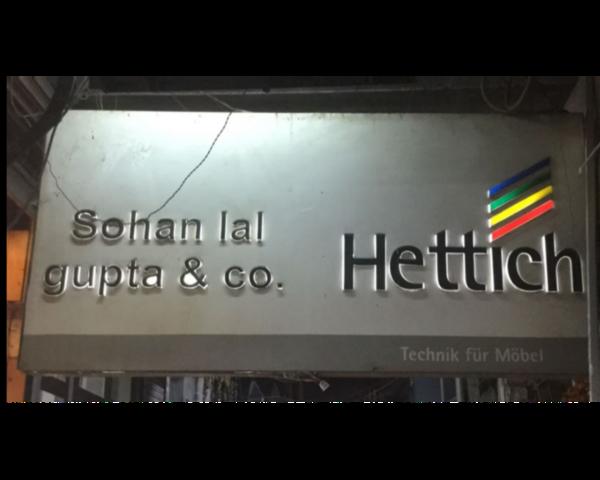 Sohan lal
gupta & co.
Hettich
Technik für Möbel